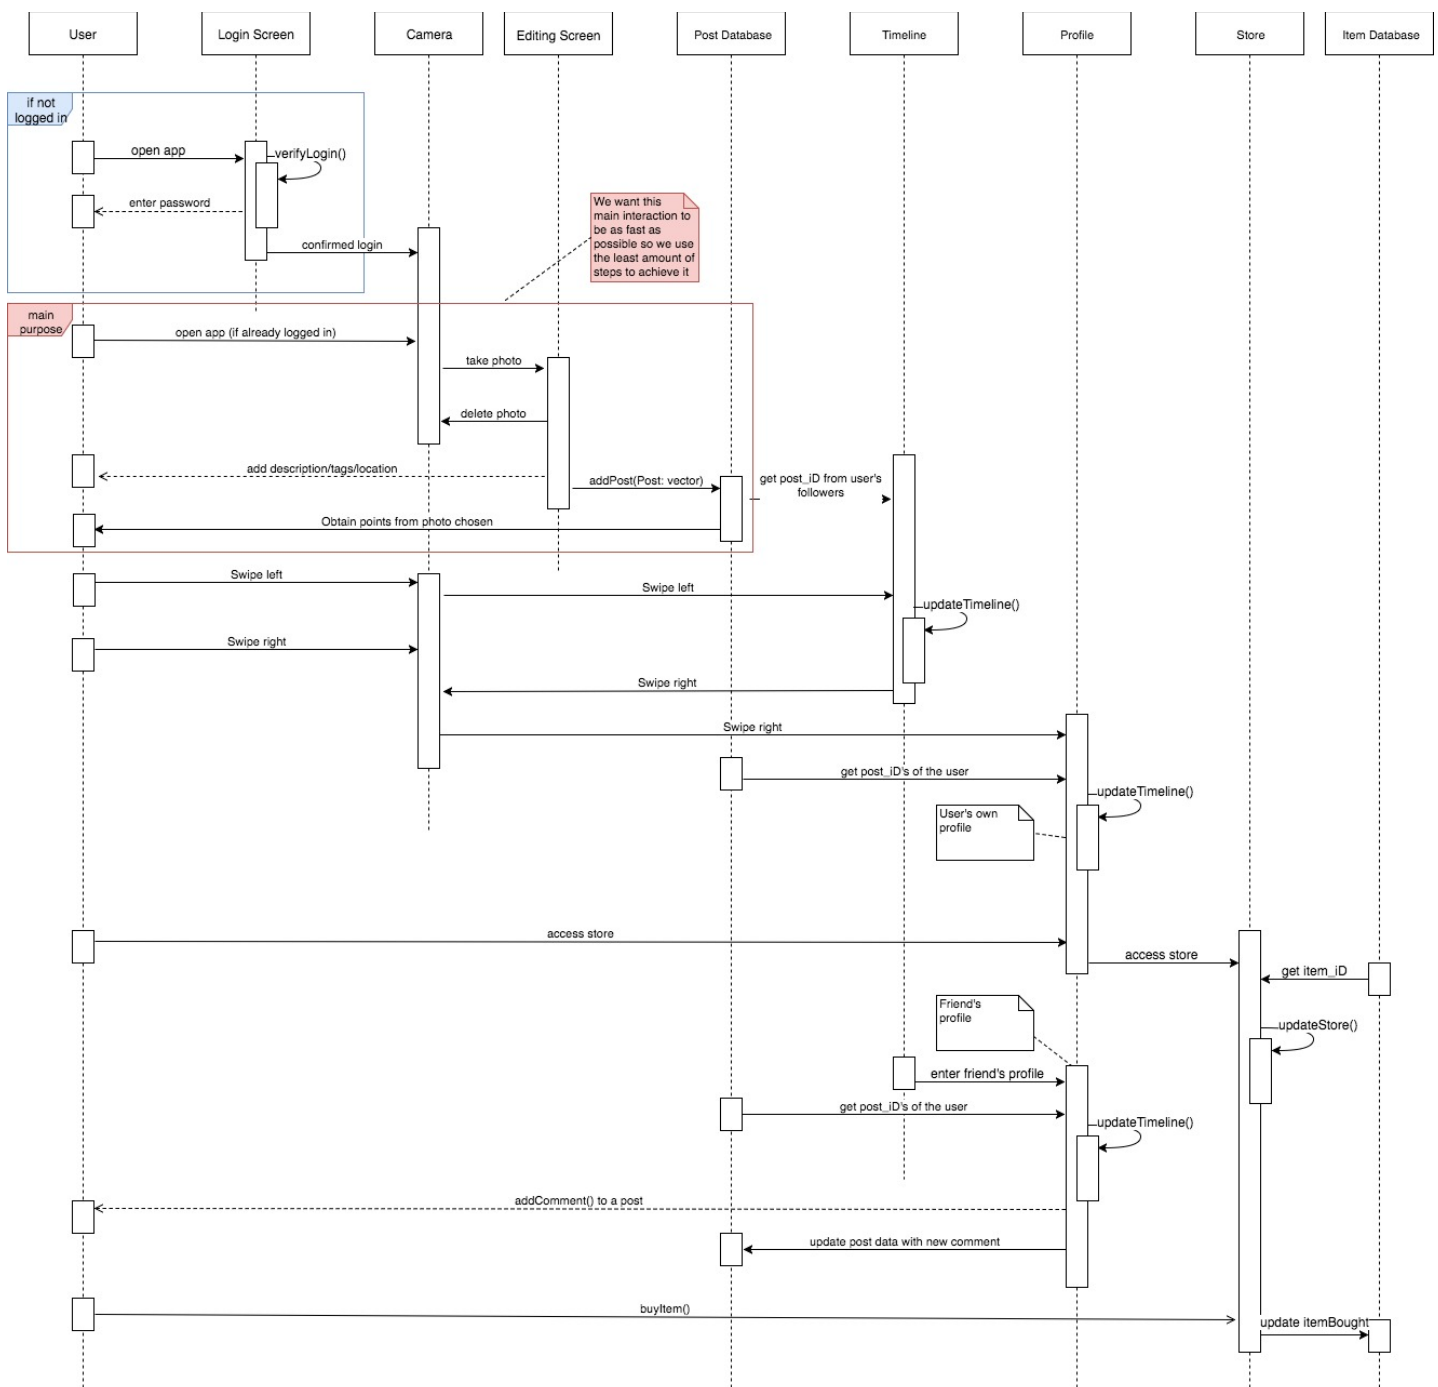 User
Login Screen
Camera
Editing Screen
Post Database
Timeline
Profile
Store
Item Database
if not
logged in
open app
verifyLogin()
enter password
confirmed login
We want this
main interaction to
be as fast as
possible so we use
the least amount of
steps to achieve it
main
purpose
open app (if already logged in)
take photo
delete photo
add description/tags/location
addPost(Post: vector)
get post_iD from user's
followers
Obtain points from photo chosen
Swipe left
Swipe left
updateTimeline()
Swipe right
Swipe right
Swipe right
get post_iD's of the user
updateTimeline()
User's own
profile
access store
access store
get item_iD
Friend's
profile
updateStore()
enter friend's profile
get post_iD's of the user
updateTimeline()
addComment() to a post
update post data with new comment
buyItem()
update itemBought